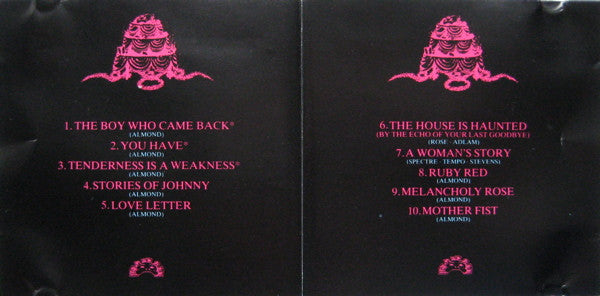 1. THE BOY WHO CAME BACK*
(ALMOND)
2. YOU HAVE*
(ALMOND)
3. TENDERNESS IS A WEAKNESS*
(ALMOND)
4. STORIES OF JOHNNY
(ALMOND)
5. LOVE LETTER
(ALMOND)
6. THE HOUSE IS HAUNTED
(BY THE ECHO OF YOUR LAST GOODBYE)
(ROSE · ADLAM)
7. A WOMAN'S STORY
(SPECTRE · TEMPO · STEVENS)
8. RUBY RED
(ALMOND)
9. MELANCHOLY ROSE
(ALMOND)
10. MOTHER FIST
(ALMOND)